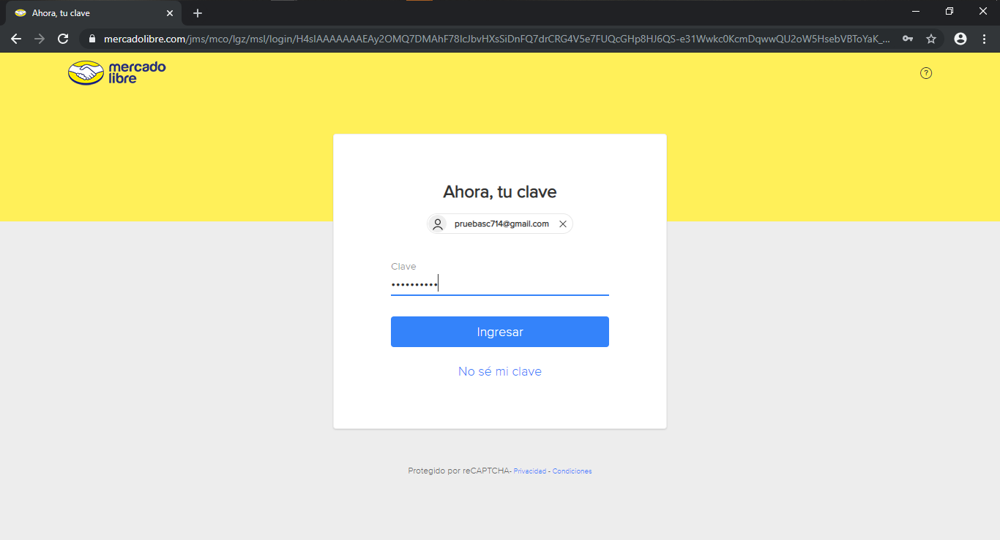 Ahora, tu clave
mercadolibre.com/jms/mco/lgz/msl/login/H4sIAAAAAAAEAy2OMQ7DMAhF78IcJbvHXsSiDnFQ7drCRG4V5e7FUQcGHp8HJ6QS-e31Wwkc0KcmDqwwQU2oW5HsebVBToYaK_...
mercado
libre
?
Ahora, tu clave
pruebasc714@gmail.com
Clave
Ingresar
No sé mi clave
Protegido por reCAPTCHA- Privacidad - Condiciones